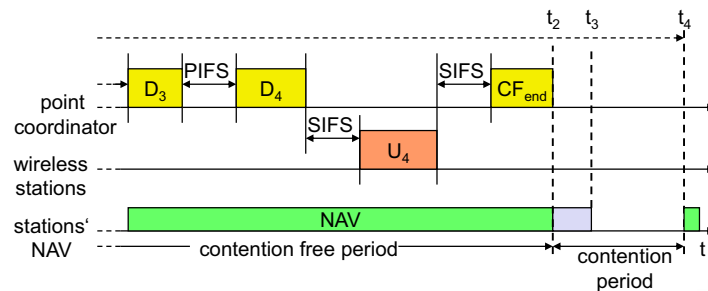 t2 t3 t4
PIFS SIFS
D3 D4 CFend
point
coordinator
SIFS
U4
wireless
stations
stations‘ NAV
NAV t
contention free period contention
period